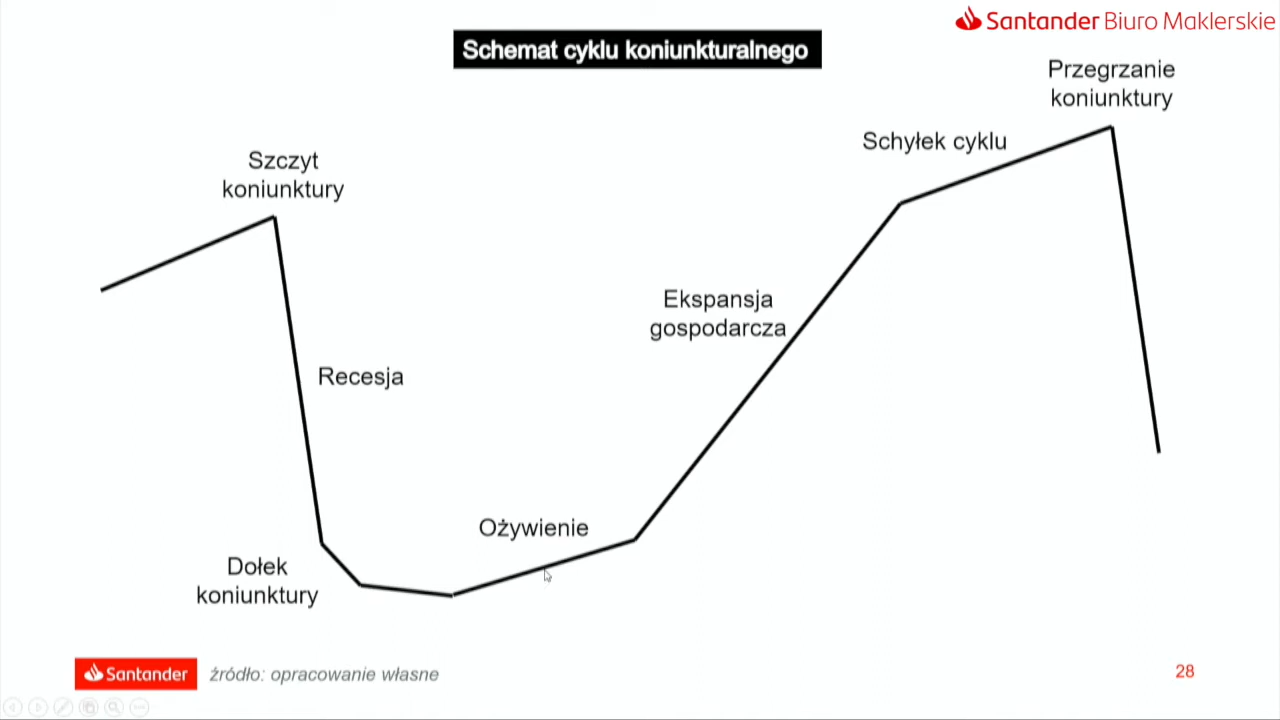 Santander Biuro Maklerskie
Schemat cyklu koniunkturalnego
Przegrzanie
koniunktury
Schyłek cyklu
Szczyt
koniunktury
Ekspansja
gospodarcza
Recesja
Ożywienie
Dołek
koniunktury
Santander
źródło: opracowanie własne
28